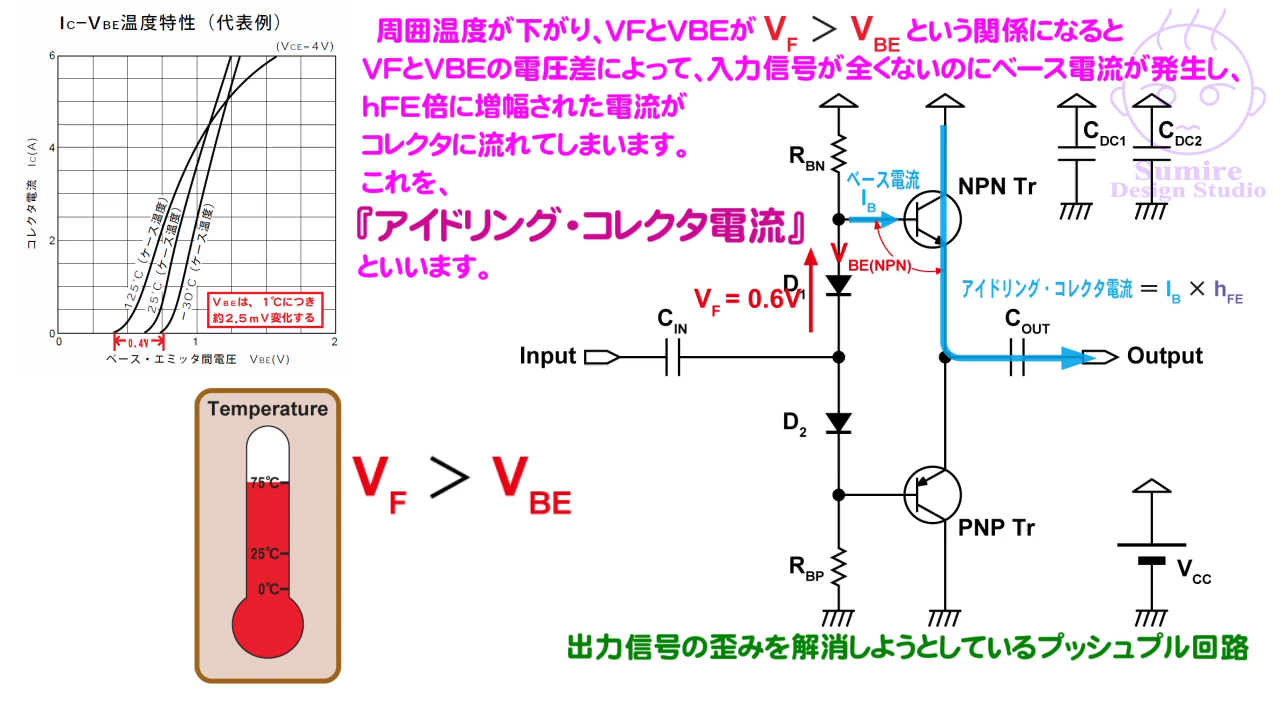 IC−VBE温度特性（代表例）
(VCE=4V)
6
4
2
0
0
1
2
コレクタ電流 IC(A)
125℃（ケース温度）
25℃（ケース温度）
−30℃（ケース温度）
VBEは、1℃につき
約2.5mV変化する
0.4V
ベース・エミッタ間電圧 VBE(V)
周囲温度が下がり、VFとVBEが VF ＞ VBE という関係になると
VFとVBEの電圧差によって、入力信号が全くないのにベース電流が発生し、
hFE倍に増幅された電流が
コレクタに流れてしまいます。
これを、
『アイドリング・コレクタ電流』
といいます。
Sumire
Design Studio
CDC1
CDC2
RBN
ベース電流
IB
NPN Tr
V
BE(NPN)
D1
VF = 0.6V
アイドリング・コレクタ電流 = IB × hFE
CIN
COUT
Input
Output
D2
PNP Tr
RBP
VCC
Temperature
75℃
25℃
0℃
VF ＞ VBE
出力信号の歪みを解消しようとしているプッシュプル回路